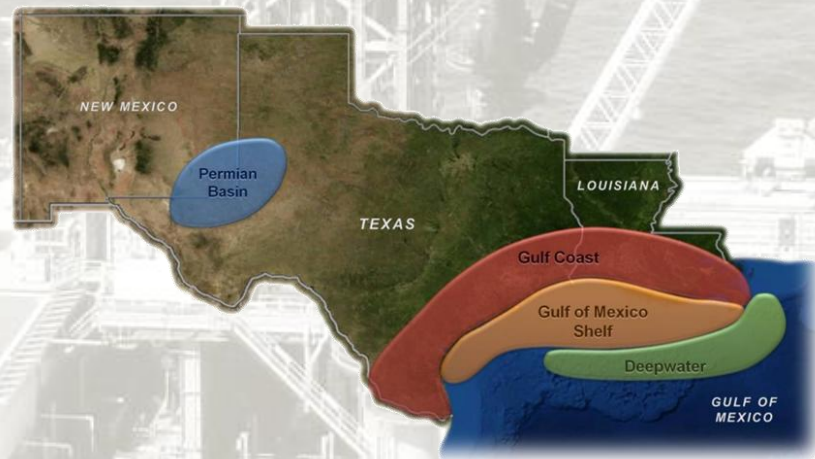 NEW MEXICO
Permian
Basin
LOUISIANA
TEXAS
Gulf Coast
Gulf of Mexico
Shelf
Deepwater
GULF OF
MEXICO